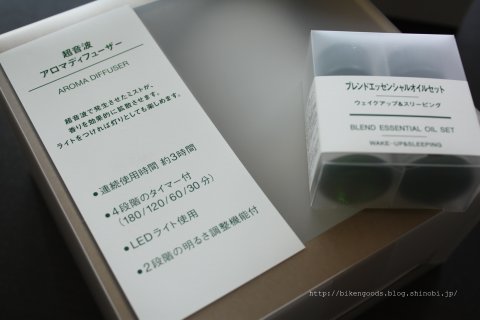 超音波
アロマディフューザー
AROMA DIFFUSER
超音波で発生させたミストが、
香りを効果的に拡散させます。
ライトをつければ灯りとしても楽しめます。
●連続使用時間 約3時間
●4段階のタイマー付
(180/120/60/30分)
●LEDライト使用
●2段階の明るさ調整機能付
ブレンドエッセンシャルオイルセット
ウェイクアップ&スリーピング
BLEND ESSENTIAL OIL SET
WAKE-UP&SLEEPING
http://bikengoods.blog.shinobi.jp/